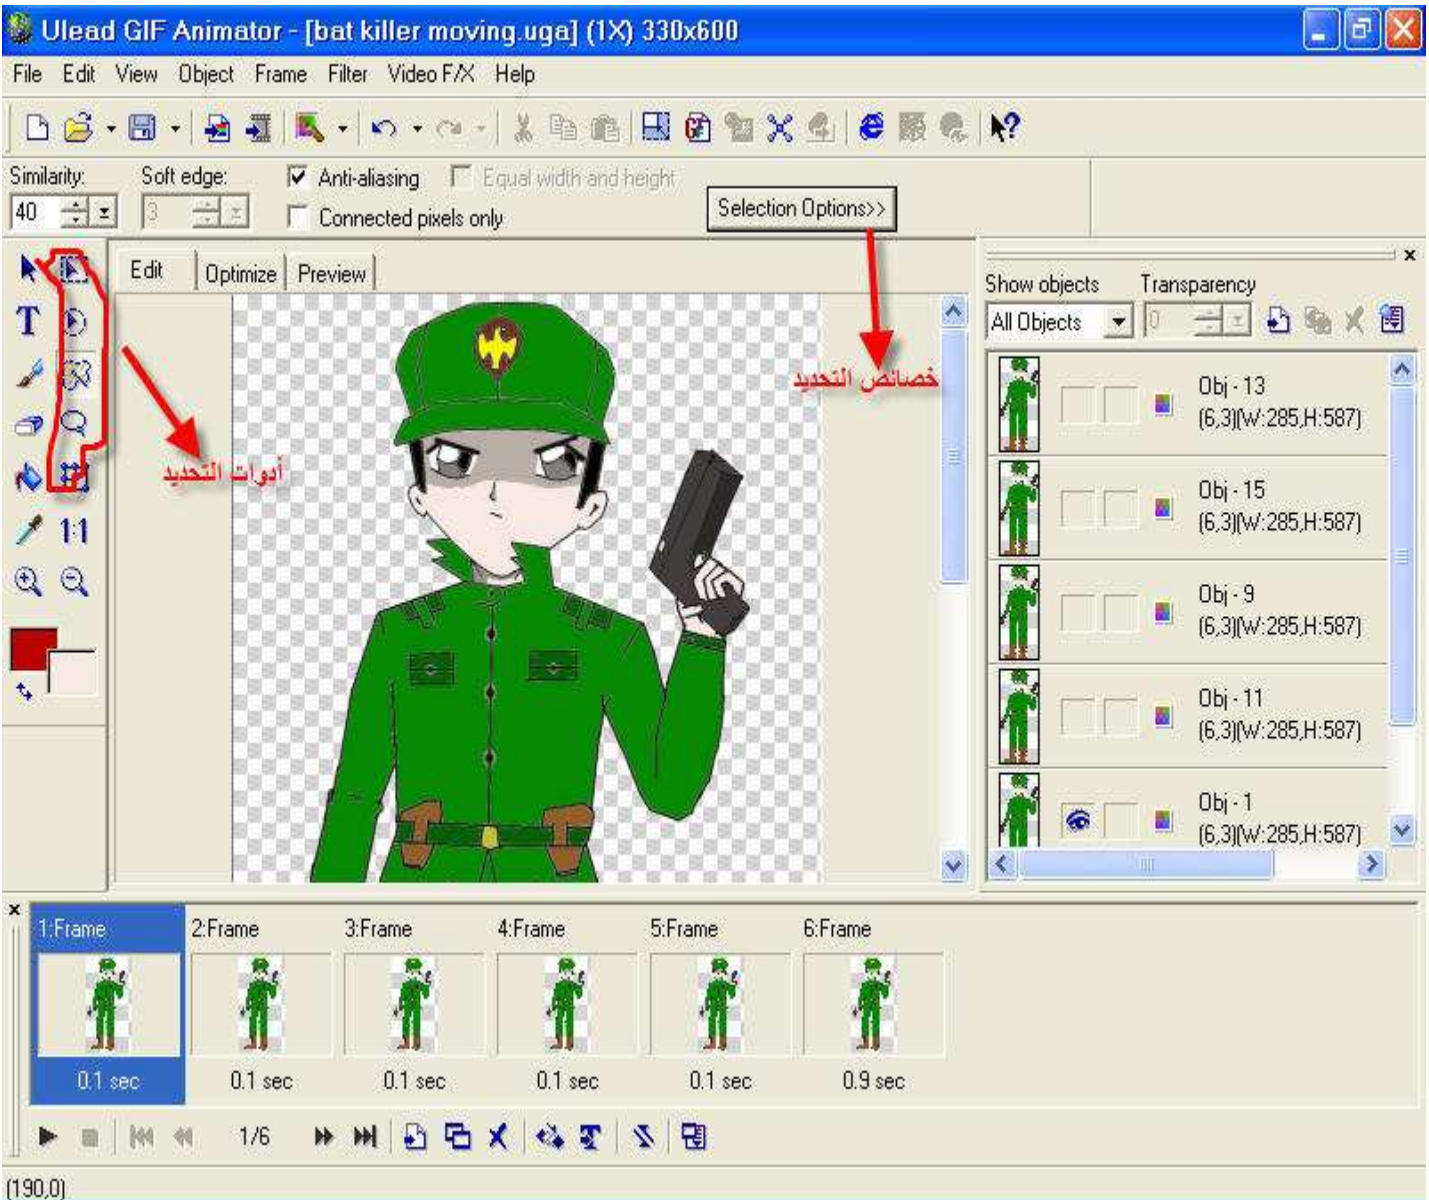 Ulead GIF Animator - [bat killer moving.uga] (1X) 330x600
File Edit View Object Frame Filter Video F/X Help
Similarity: Soft edge: Anti-aliasing Equal width and height
40 3 Connected pixels only Selection Options>>
Edit Optimize Preview
Show objects Transparency
All Objects 0
خصائص التحديد
أدوات التحديد
T
1:1
Obj - 13
(6,3)(W:285,H:587)
Obj - 15
(6,3)(W:285,H:587)
Obj - 9
(6,3)(W:285,H:587)
Obj - 11
(6,3)(W:285,H:587)
Obj - 1
(6,3)(W:285,H:587)
1:Frame 2:Frame 3:Frame 4:Frame 5:Frame 6:Frame
0.1 sec 0.1 sec 0.1 sec 0.1 sec 0.1 sec 0.9 sec
1/6
(190,0)